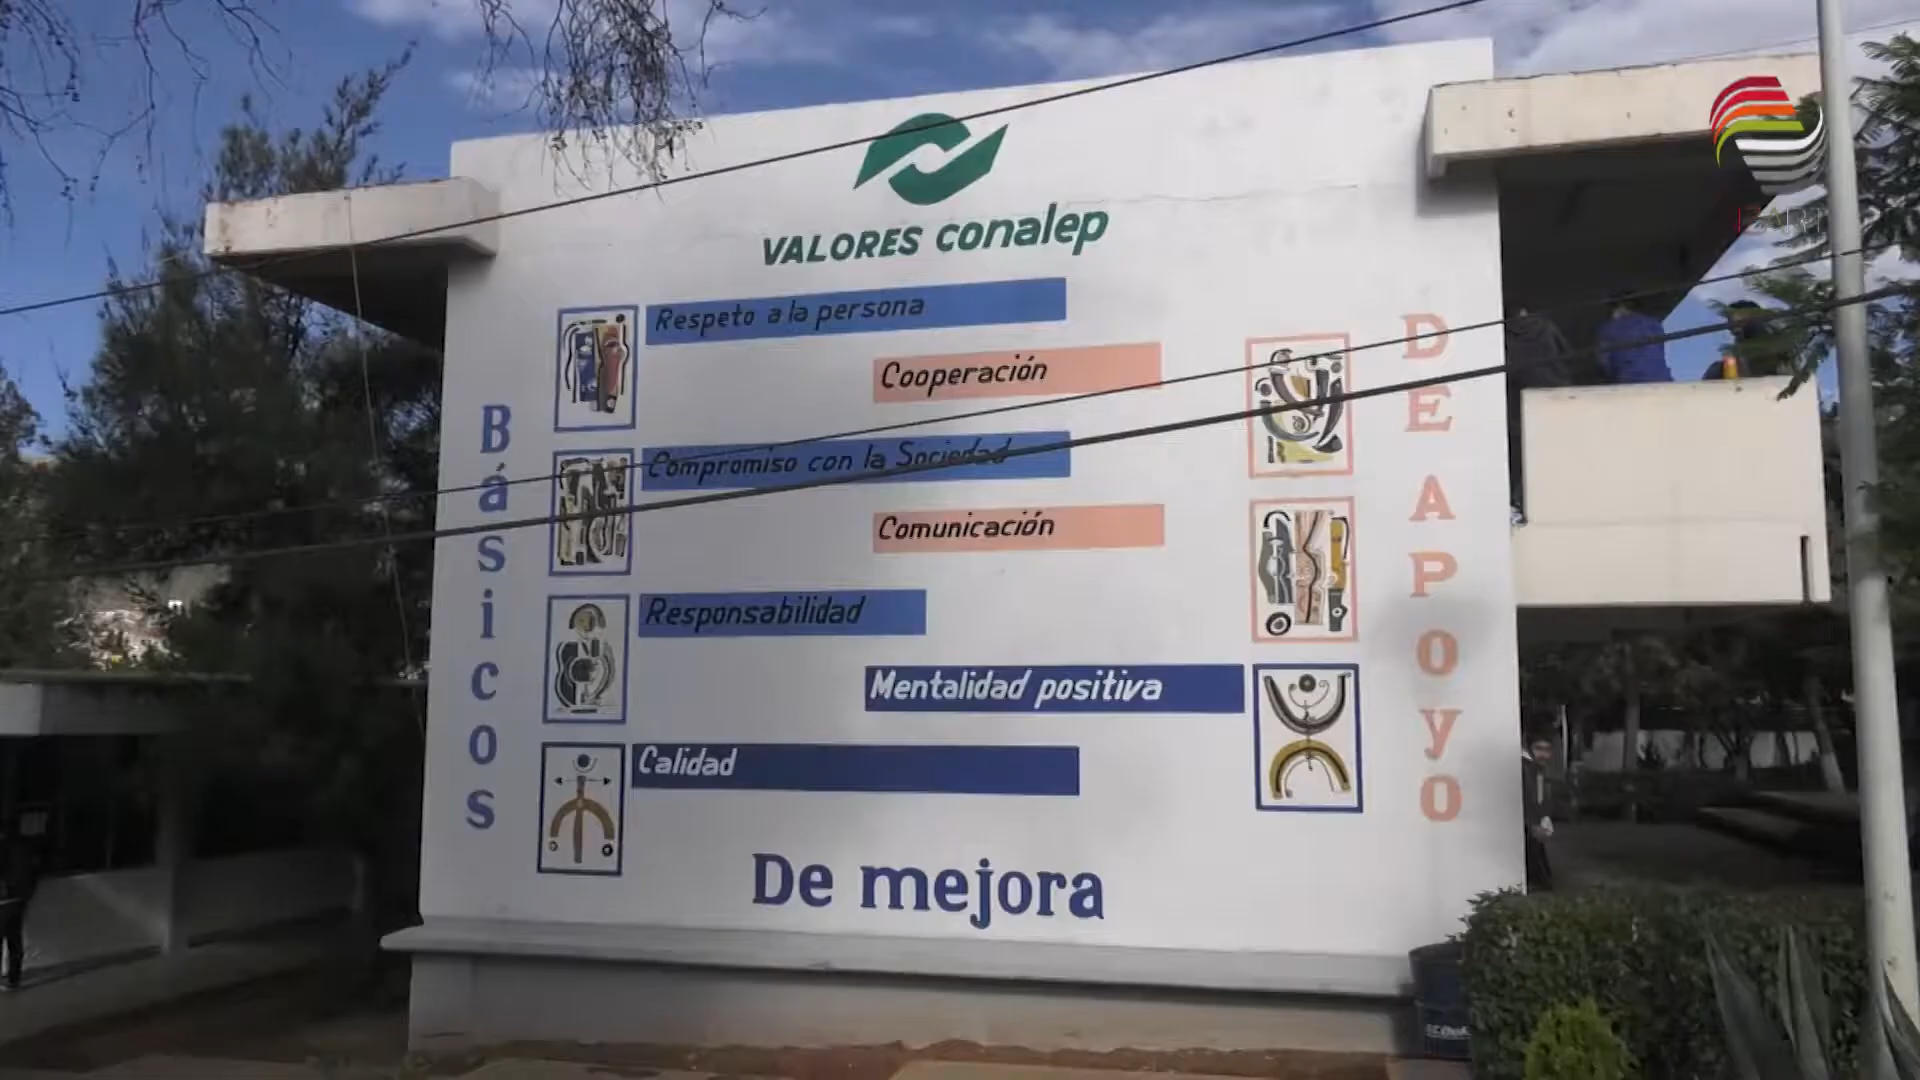 VALORES conalep
Respeto a la persona
Cooperación
Compromiso con la Sociedad
Comunicación
Responsabilidad
Mentalidad positiva
Calidad
Básicos
DE APOYO
De mejora